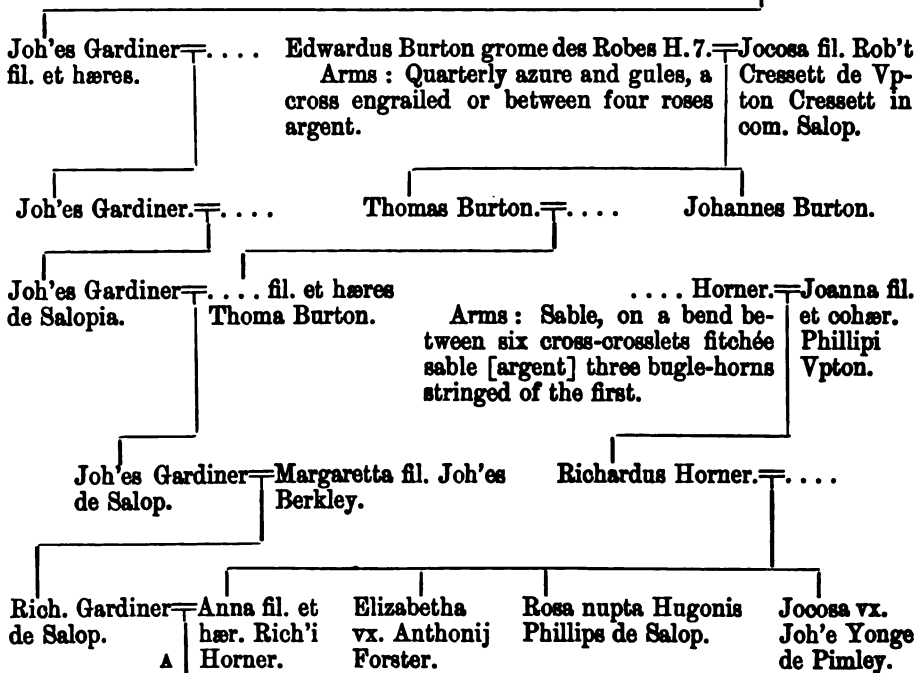 Joh'es Gardiner=. . . .
fil. et hæres.
Edwardus Burton grome des Robes H. 7.=Jocosa fil. Rob't
Arms : Quarterly azure and gules, a
cross engrailed or between four roses
argent.
Cressett de Vp-
ton Cressett in
com. Salop.
Joh'es Gardiner.=. . . .
Thomas Burton.=. . . .
Johannes Burton.
Joh'es Gardiner=. . . . fil. et hæres
de Salopia.
Thoma Burton.
. . . . Horner.=Joanna fil.
Arms : Sable, on a bend be-
tween six cross-crosslets fitchée
sable [argent] three bugle-horns
stringed of the first.
et cohær.
Phillipi
Vpton.
Joh'es Gardiner=Margaretta fil. Joh'es
de Salop.
Berkley.
Richardus Horner.=. . . .
Rich. Gardiner=Anna fil. et
de Salop.
A
hær. Rich'i
Horner.
Elizabetha
vx. Anthonij
Forster.
Rosa nupta Hugonis
Phillips de Salop.
Jocosa vx.
Joh'e Yonge
de Pimley.